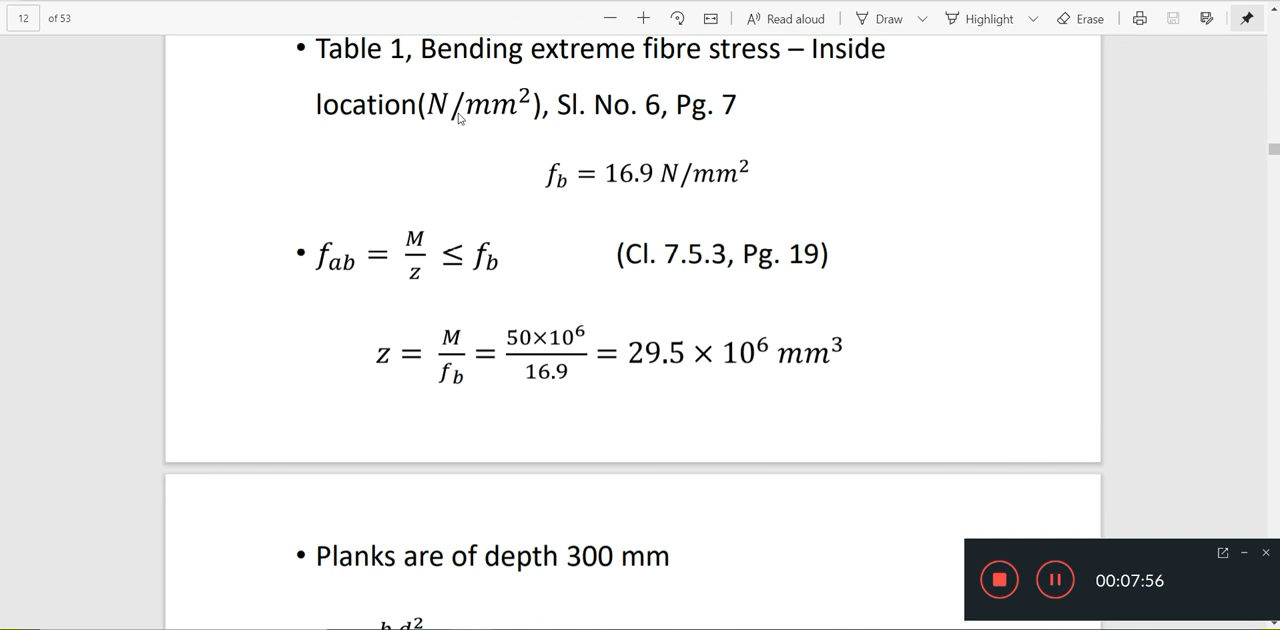 12 of 53 Read aloud Draw Highlight Erase
• Table 1, Bending extreme fibre stress – Inside
location(N/mm²), Sl. No. 6, Pg. 7
f_b = 16.9 N/mm²
• f_ab = M/z ≤ f_b (Cl. 7.5.3, Pg. 19)
z = M/f_b = 50×10⁶/16.9 = 29.5 × 10⁶ mm³
• Planks are of depth 300 mm
00:07:56